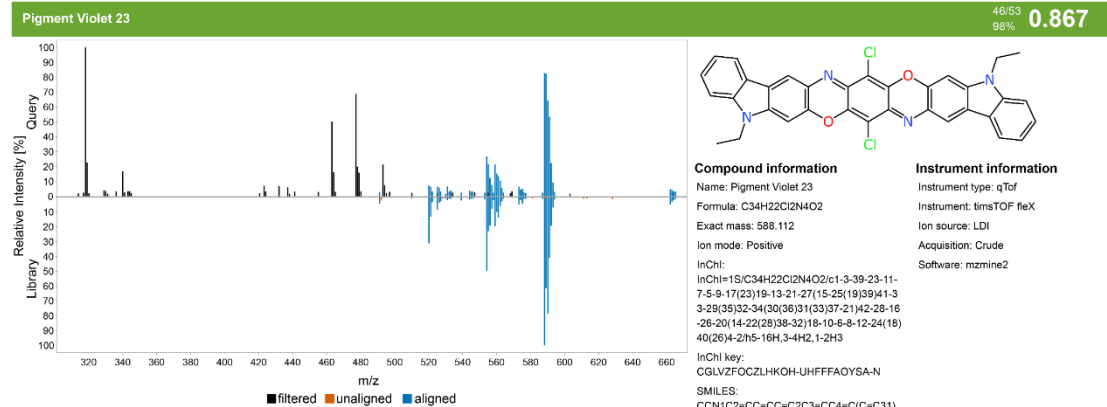 Pigment Violet 23
46/53
98%
0.867
100
90
80
70
60
50
40
30
20
10
0
10
20
30
40
50
60
70
80
90
100
Relative Intensity [%]
Query
Library
320 340 360 380 400 420 440 460 480 500 520 540 560 580 600 620 640 660
m/z
filtered unaligned aligned
Cl
N
O
N
N
O
N
Cl
Compound information
Name: Pigment Violet 23
Formula: C34H22Cl2N4O2
Exact mass: 588.112
Ion mode: Positive
InChI:
InChI=1S/C34H22Cl2N4O2/c1-3-39-23-11-
7-5-9-17(23)19-13-21-27(15-25(19)39)41-3
3-29(35)32-34(30(36)31(33)37-21)42-28-16
-26-20(14-22(28)38-32)18-10-6-8-12-24(18)
40(26)4-2/h5-16H,3-4H2,1-2H3
InChI key:
CGLVZFOCZLHKOH-UHFFFAOYSA-N
SMILES:
CCN1C2=CC=CC=C2C3=CC4=C(C=C31)
Instrument information
Instrument type: qTof
Instrument: timsTOF fleX
Ion source: LDI
Acquisition: Crude
Software: mzmine2